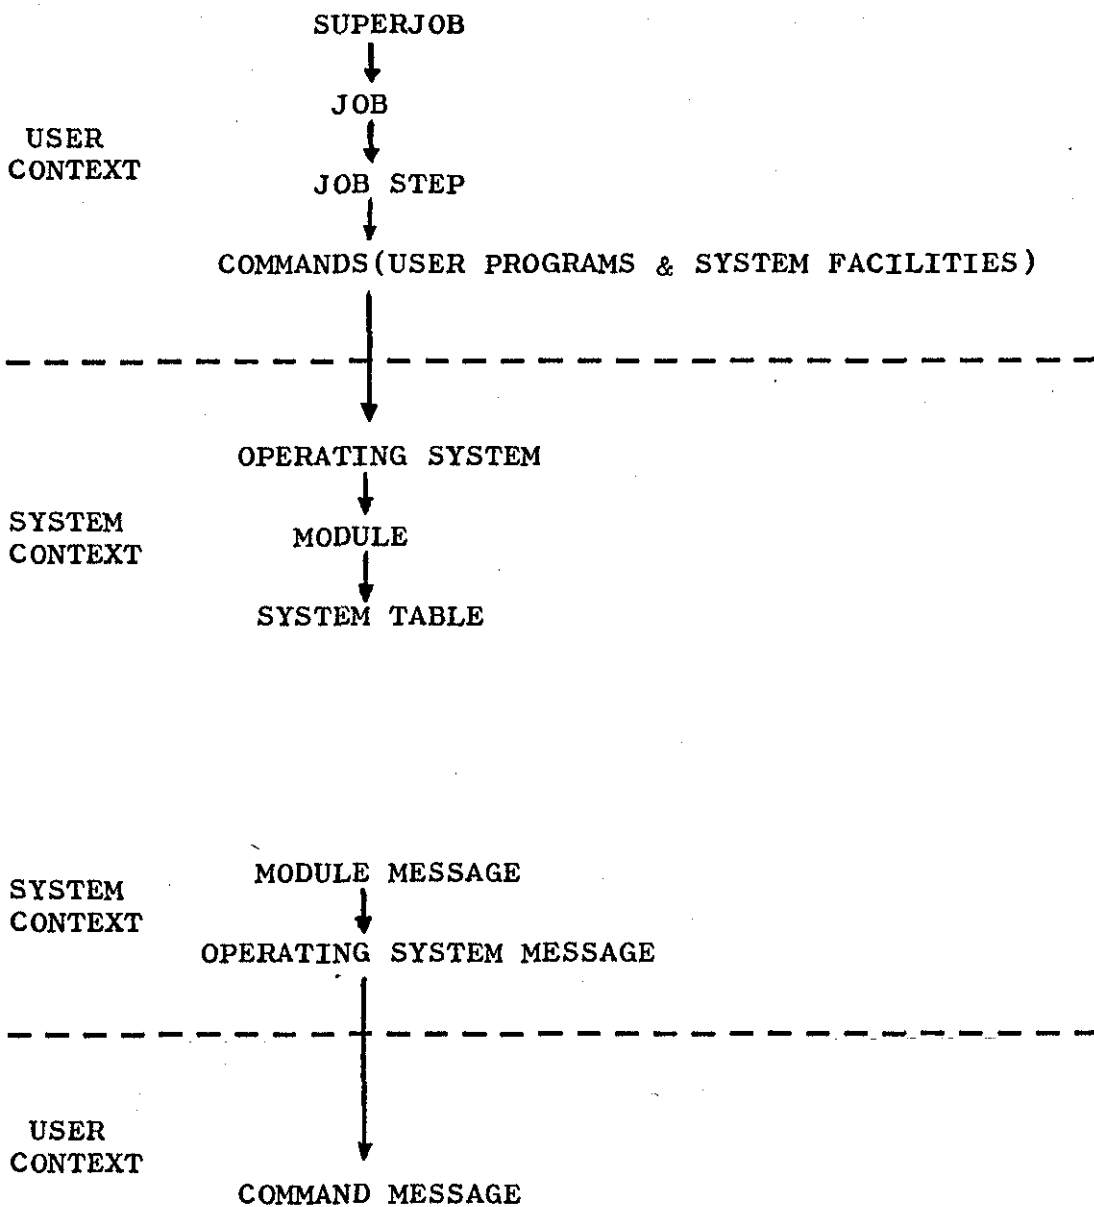 SUPERJOB
JOB
USER
CONTEXT
JOB STEP
COMMANDS(USER PROGRAMS & SYSTEM FACILITIES)
OPERATING SYSTEM
SYSTEM
CONTEXT
MODULE
SYSTEM TABLE
MODULE MESSAGE
SYSTEM
CONTEXT
OPERATING SYSTEM MESSAGE
USER
CONTEXT
COMMAND MESSAGE